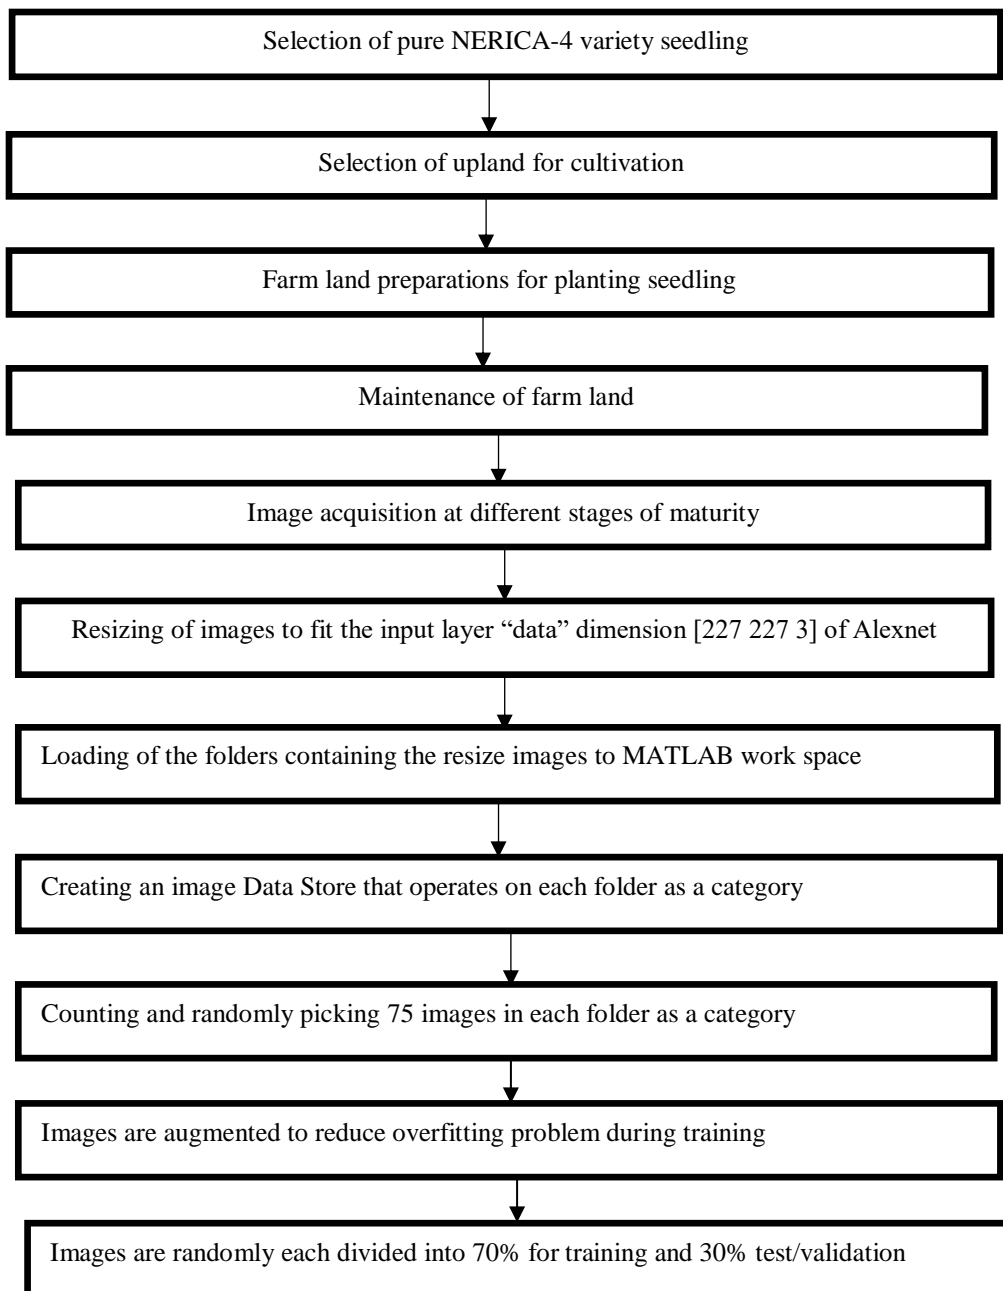 Selection of pure NERICA-4 variety seedling
Selection of upland for cultivation
Farm land preparations for planting seedling
Maintenance of farm land
Image acquisition at different stages of maturity
Resizing of images to fit the input layer “data” dimension [227 227 3] of Alexnet
Loading of the folders containing the resize images to MATLAB work space
Creating an image Data Store that operates on each folder as a category
Counting and randomly picking 75 images in each folder as a category
Images are augmented to reduce overfitting problem during training
Images are randomly each divided into 70% for training and 30% test/validation